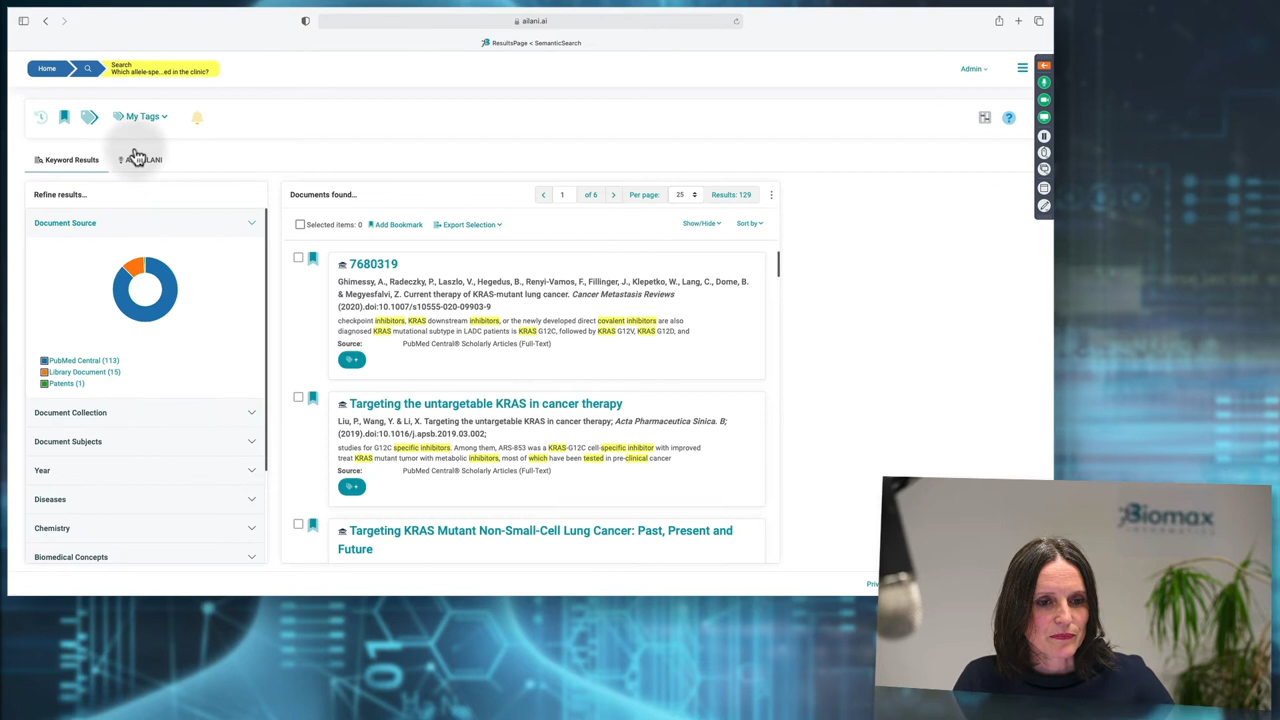 ailani.ai
ResultsPage < SemanticSearch
Home
Search
Which allele-spe...ed in the clinic?
Admin
My Tags
Keyword Results
LANI
Refine results...
Document Source
PubMed Central (113)
Library Document (15)
Patents (1)
Document Collection
Document Subjects
Year
Diseases
Chemistry
Biomedical Concepts
Documents found...
1 of 6 Per page: 25 Results: 129
Selected items: 0 Add Bookmark Export Selection Show/Hide Sort by
7680319
Ghimessy, A., Radeczky, P., Laszlo, V., Hegedus, B., Renyi-Vamos, F., Fillinger, J., Klepetko, W., Lang, C., Dome, B.
& Megyesfalvi, Z. Current therapy of KRAS-mutant lung cancer. Cancer Metastasis Reviews
(2020).doi:10.1007/s10555-020-09903-9
checkpoint inhibitors, KRAS downstream inhibitors, or the newly developed direct covalent inhibitors are also
diagnosed KRAS mutational subtype in LADC patients is KRAS G12C, followed by KRAS G12V, KRAS G12D, and
Source: PubMed Central® Scholarly Articles (Full-Text)
+
Targeting the untargetable KRAS in cancer therapy
Liu, P., Wang, Y. & Li, X. Targeting the untargetable KRAS in cancer therapy; Acta Pharmaceutica Sinica. B;
(2019).doi:10.1016/j.apsb.2019.03.002;
studies for G12C specific inhibitors. Among them, ARS-853 was a KRAS-G12C cell-specific inhibitor with improved
treat KRAS mutant tumor with metabolic inhibitors, most of which have been tested in pre-clinical cancer
Source: PubMed Central® Scholarly Articles (Full-Text)
+
Targeting KRAS Mutant Non-Small-Cell Lung Cancer: Past, Present and
Future
Priv
?
Biomax
INFORMATICS
01